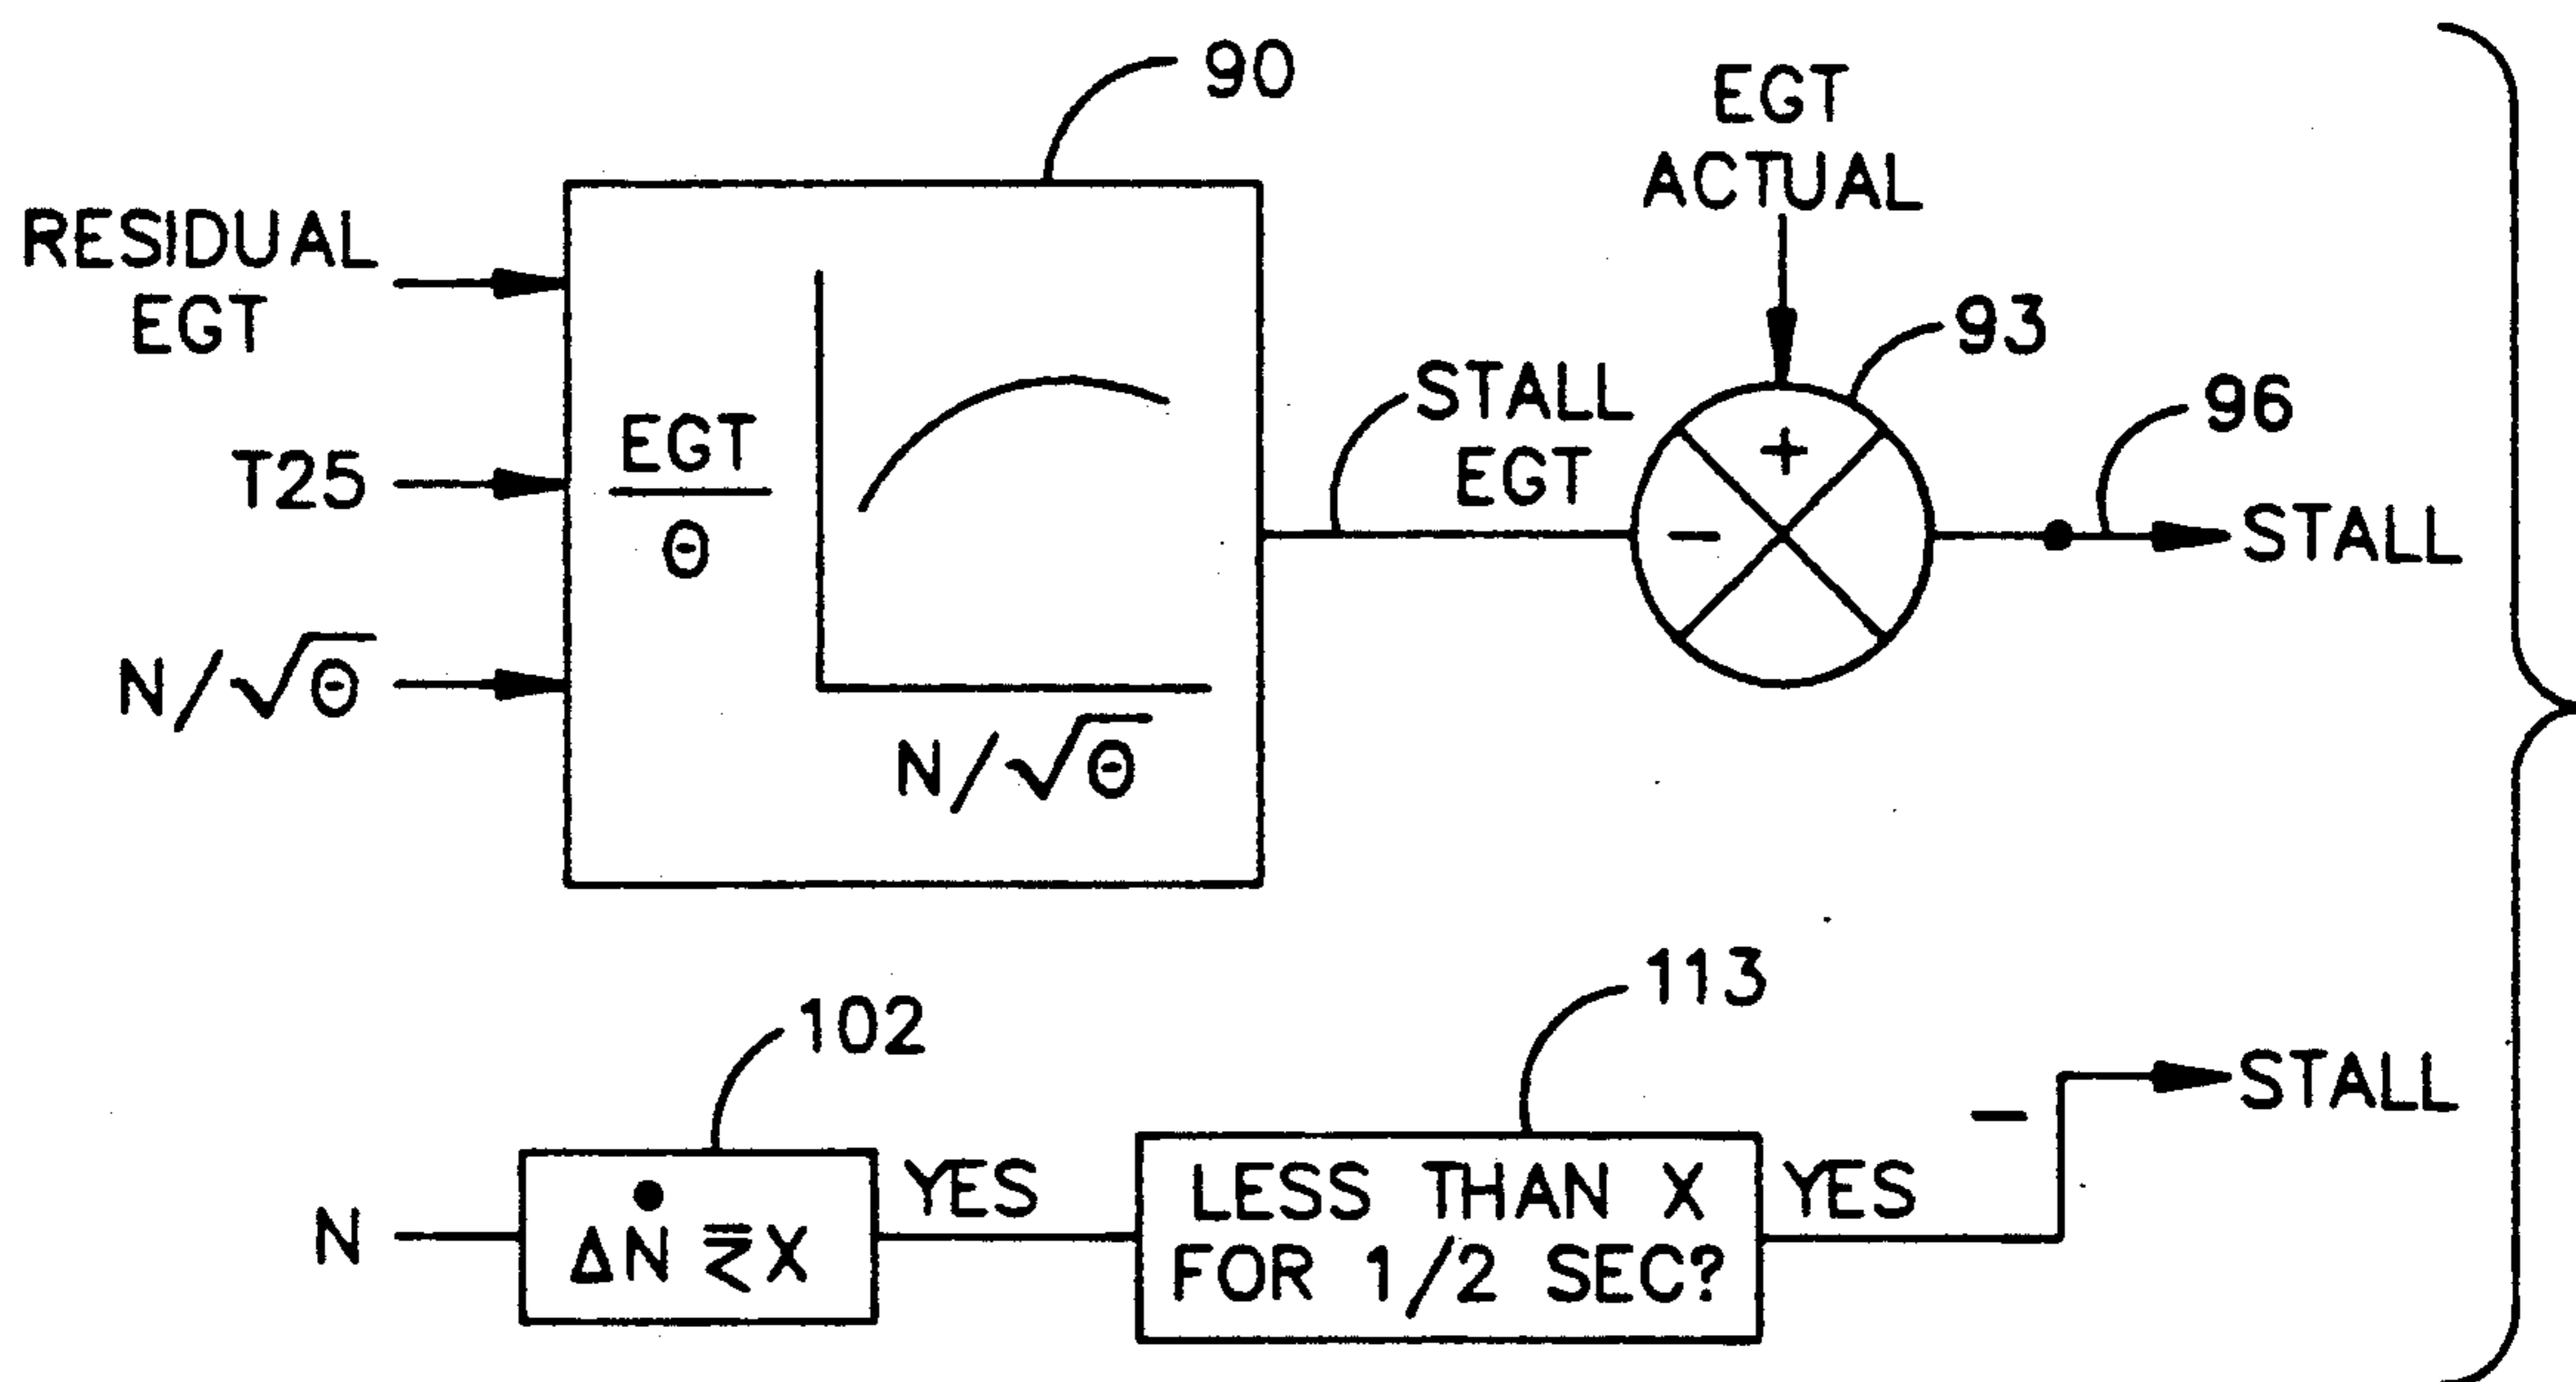 90
RESIDUAL
EGT
T25
N/√Θ
EGT
Θ
N/√Θ
STALL
EGT
EGT
ACTUAL
+
−
93
96
STALL
N
102
YES
113
LESS THAN X
FOR 1/2 SEC?
YES
−
STALL